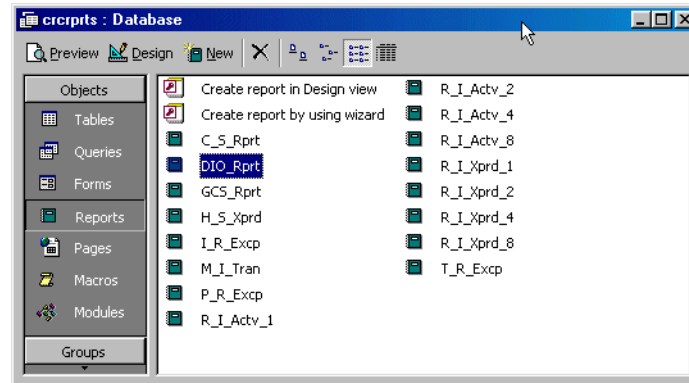 crcrprts : Database
Preview Design New
Objects
Tables
Queries
Forms
Reports
Pages
Macros
Modules
Groups
Create report in Design view
Create report by using wizard
C_S_Rprt
DIO_Rprt
GCS_Rprt
H_S_Xprd
I_R_Excp
M_I_Tran
P_R_Excp
R_I_Actv_1
R_I_Actv_2
R_I_Actv_4
R_I_Actv_8
R_I_Xprd_1
R_I_Xprd_2
R_I_Xprd_4
R_I_Xprd_8
T_R_Excp